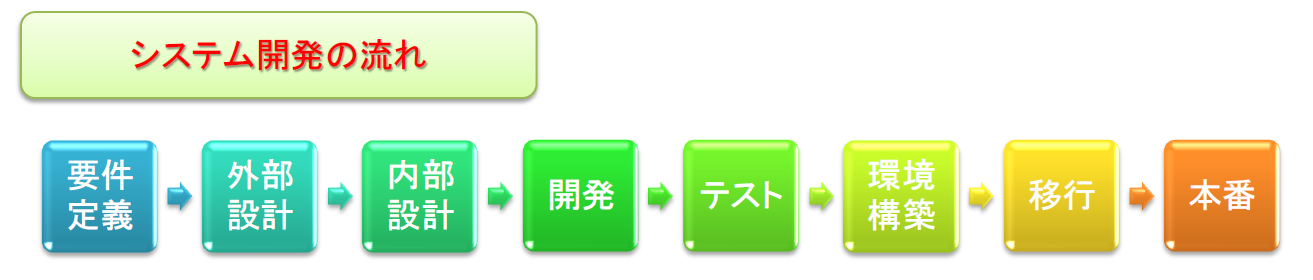 システム開発の流れ
要件
定義
外部
設計
内部
設計
開発
テスト
環境
構築
移行
本番